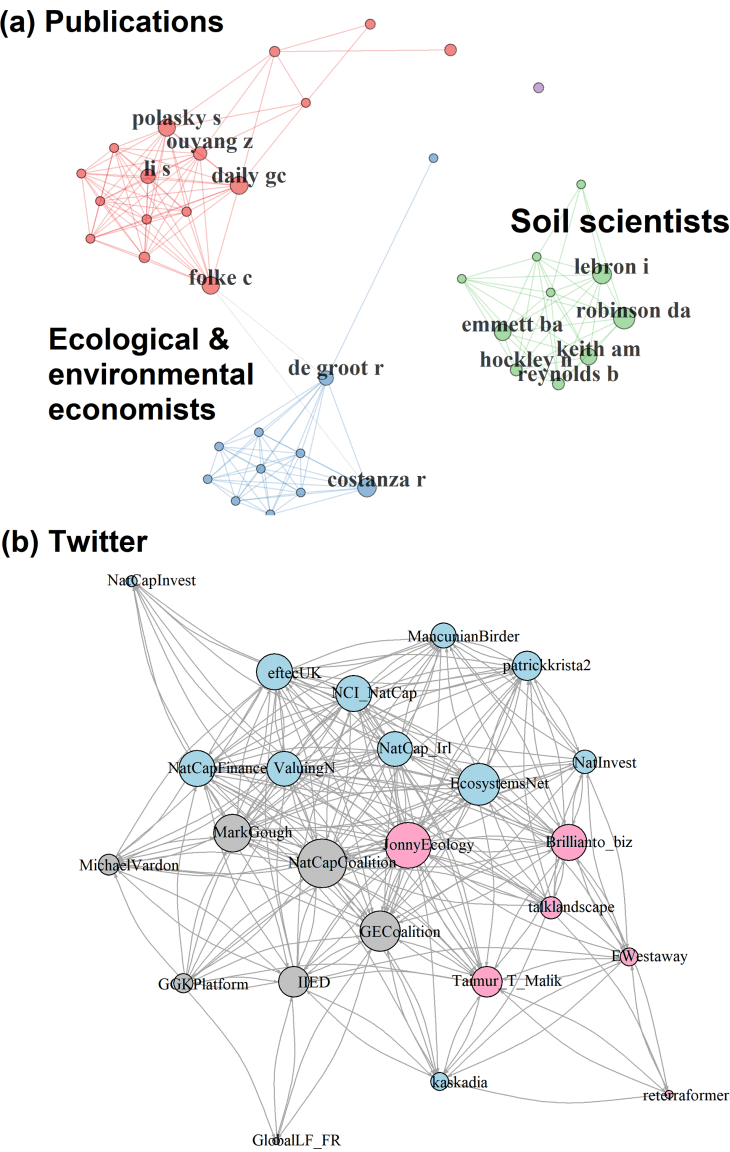 (a) Publications
polasky s
ouyang z
li s
daily gc
folke c
Soil scientists
lebron i
robinson da
emmett ba
keith am
hockley n
reynolds b
Ecological &
environmental
economists
de groot r
costanza r
(b) Twitter
NatCapInvest
MancunianBirder
patrickkrista2
eftecUK
NCI_NatCap
NatCap_Irl
NatInvest
NatCapFinance
ValuingN
EcosystemsNet
MarkGough
JonnyEcology
Brillianto_biz
MichaelVardon
NatCapCoalition
talklandscape
GECoalition
EWestaway
GGKPlatform
IIED
Taimur_T_Malik
kaskadia
reterraformer
GlobalLF_FR